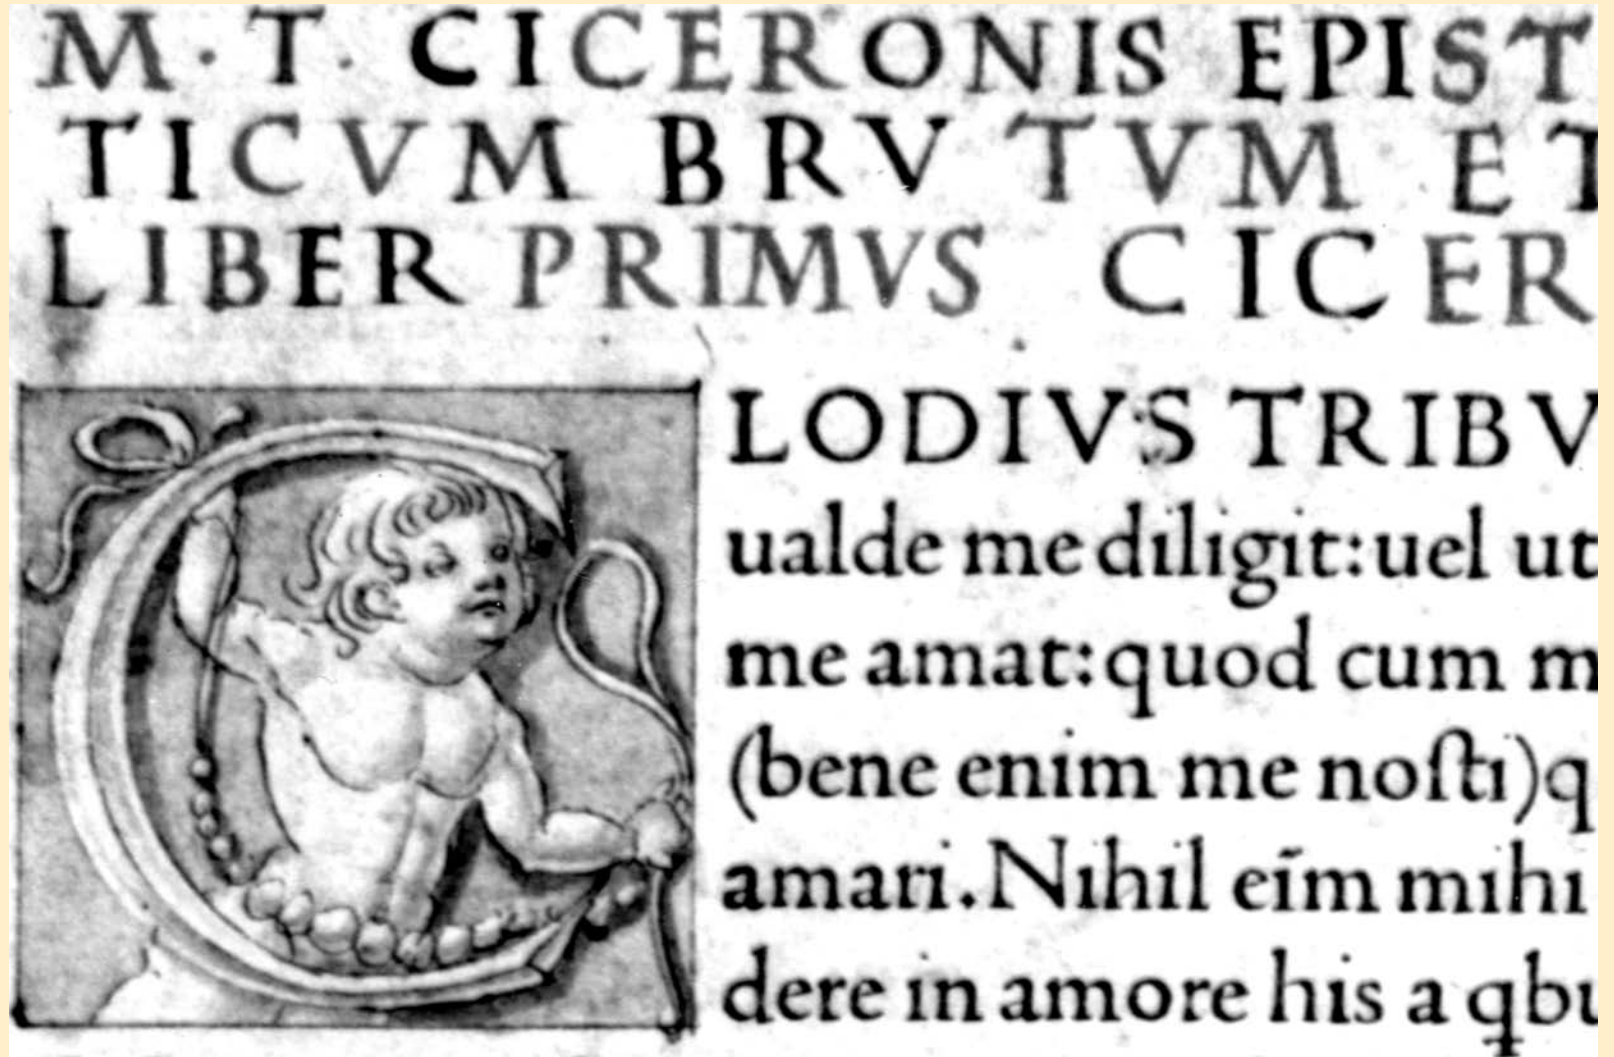 M · T · CICERONIS EPIST
TICVM BRVTVM ET
LIBER PRIMVS CICER
CLODIVS TRIBV
ualde me diligit: uel ut
me amat: quod cum m
(bene enim me noſti) q
amari. Nihil eīm mihi
dere in amore his a qbu